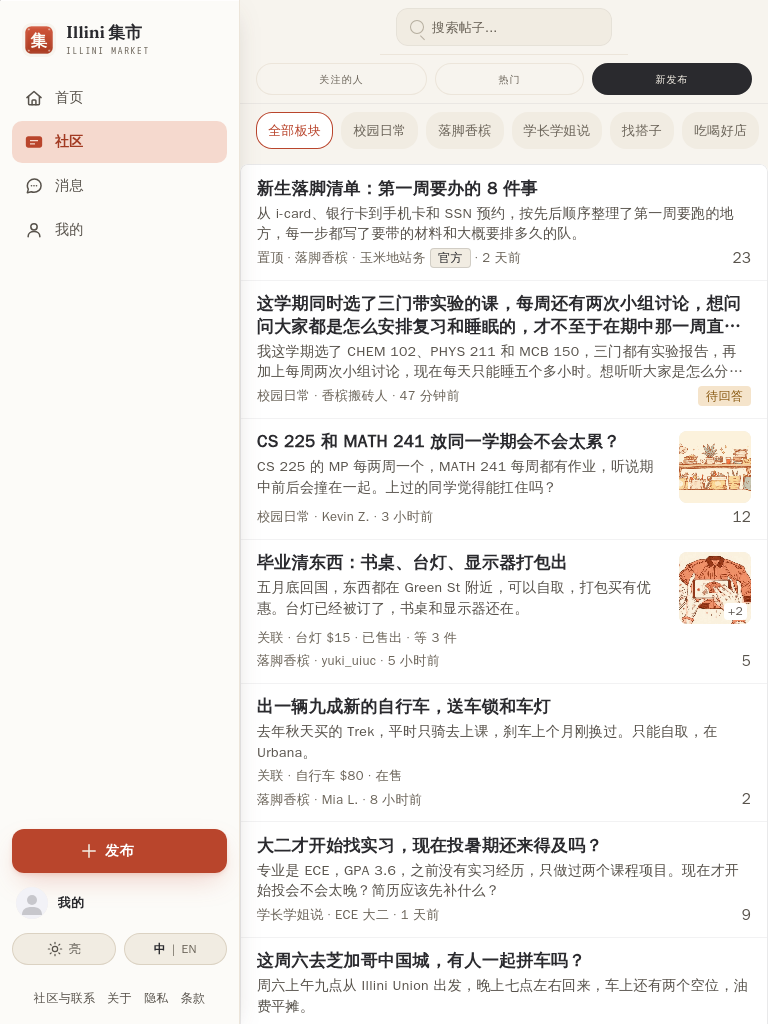 集
Illini 集市
ILLINI MARKET
首页
社区
消息
我的
发布
我的
亮
中 | EN
社区与联系 关于 隐私 条款
搜索帖子…
关注的人
热门
新发布
全部板块
校园日常
落脚香槟
学长学姐说
找搭子
吃喝好店
新生落脚清单：第一周要办的 8 件事
从 i-card、银行卡到手机卡和 SSN 预约，按先后顺序整理了第一周要跑的地
方，每一步都写了要带的材料和大概要排多久的队。
置顶 · 落脚香槟 · 玉米地站务 官方 · 2 天前
23
这学期同时选了三门带实验的课，每周还有两次小组讨论，想问
问大家都是怎么安排复习和睡眠的，才不至于在期中那一周直…
我这学期选了 CHEM 102、PHYS 211 和 MCB 150，三门都有实验报告，再
加上每周两次小组讨论，现在每天只能睡五个多小时。想听听大家是怎么分…
校园日常 · 香槟搬砖人 · 47 分钟前
待回答
CS 225 和 MATH 241 放同一学期会不会太累？
CS 225 的 MP 每两周一个，MATH 241 每周都有作业，听说期
中前后会撞在一起。上过的同学觉得能扛住吗？
校园日常 · Kevin Z. · 3 小时前
12
毕业清东西：书桌、台灯、显示器打包出
五月底回国，东西都在 Green St 附近，可以自取，打包买有优
惠。台灯已经被订了，书桌和显示器还在。
+2
关联 · 台灯 $15 · 已售出 · 等 3 件
落脚香槟 · yuki_uiuc · 5 小时前
5
出一辆九成新的自行车，送车锁和车灯
去年秋天买的 Trek，平时只骑去上课，刹车上个月刚换过。只能自取，在
Urbana。
关联 · 自行车 $80 · 在售
落脚香槟 · Mia L. · 8 小时前
2
大二才开始找实习，现在投暑期还来得及吗？
专业是 ECE，GPA 3.6，之前没有实习经历，只做过两个课程项目。现在才开
始投会不会太晚？简历应该先补什么？
学长学姐说 · ECE 大二 · 1 天前
9
这周六去芝加哥中国城，有人一起拼车吗？
周六上午九点从 Illini Union 出发，晚上七点左右回来，车上还有两个空位，油
费平摊。